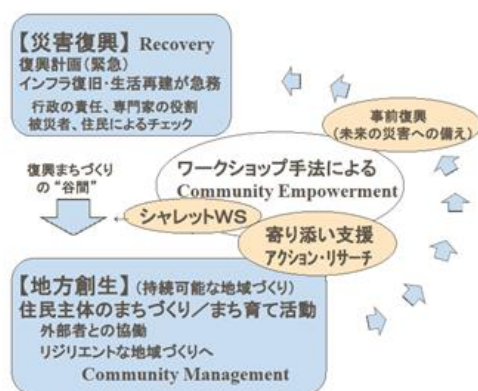 【災害復興】 Recovery
復興計画(緊急)
インフラ復旧・生活再建が急務
行政の責任、専門家の役割
被災者、住民によるチェック
事前復興
(未来の災害への備え)
ワークショップ手法による
Community Empowerment
復興まちづくり
の“谷間”
シャレットWS
寄り添い支援
アクション・リサーチ
【地方創生】(持続可能な地域づくり)
住民主体のまちづくり/まち育て活動
外部者との協働
リジリエントな地域づくりへ
Community Management